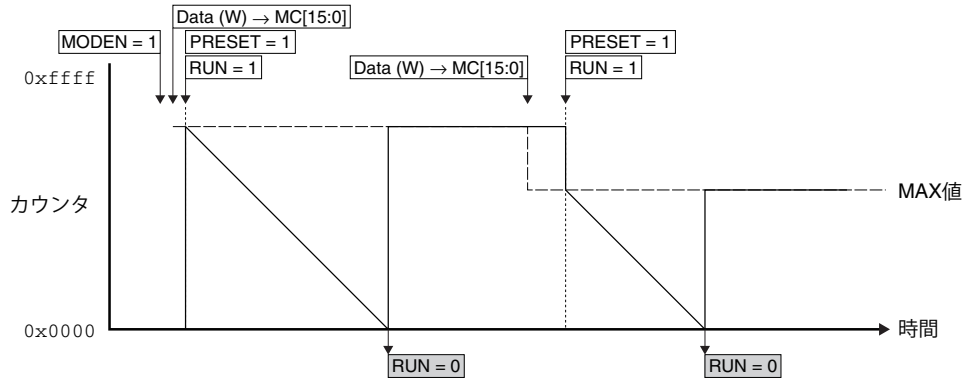 Data (W) → MC[15:0]
MODEN = 1
PRESET = 1
PRESET = 1
RUN = 1
Data (W) → MC[15:0]
RUN = 1
0xffff
カウンタ
MAX値
0x0000
時間
RUN = 0
RUN = 0